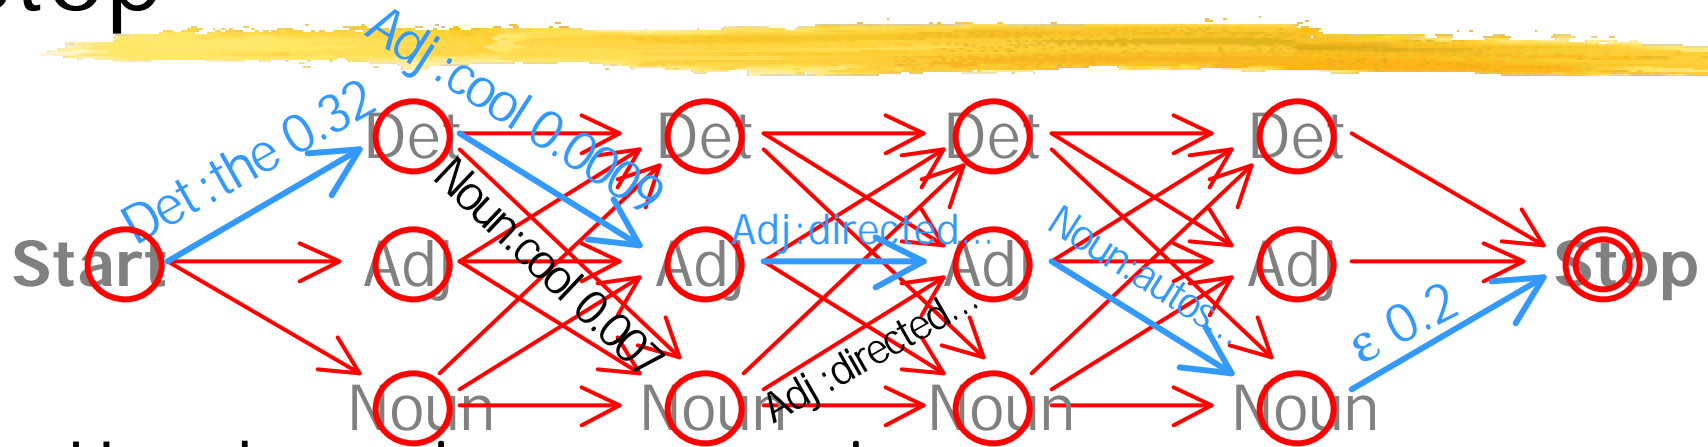 Adj:cool 0.0009
Det:the 0.32
Det Det Det Det
Noun:cool 0.007
Adj:directed...
Noun:autos...
Start Adj Adj Adj Adj Stop
Adj:directed...
ε 0.2
Noun Noun Noun Noun